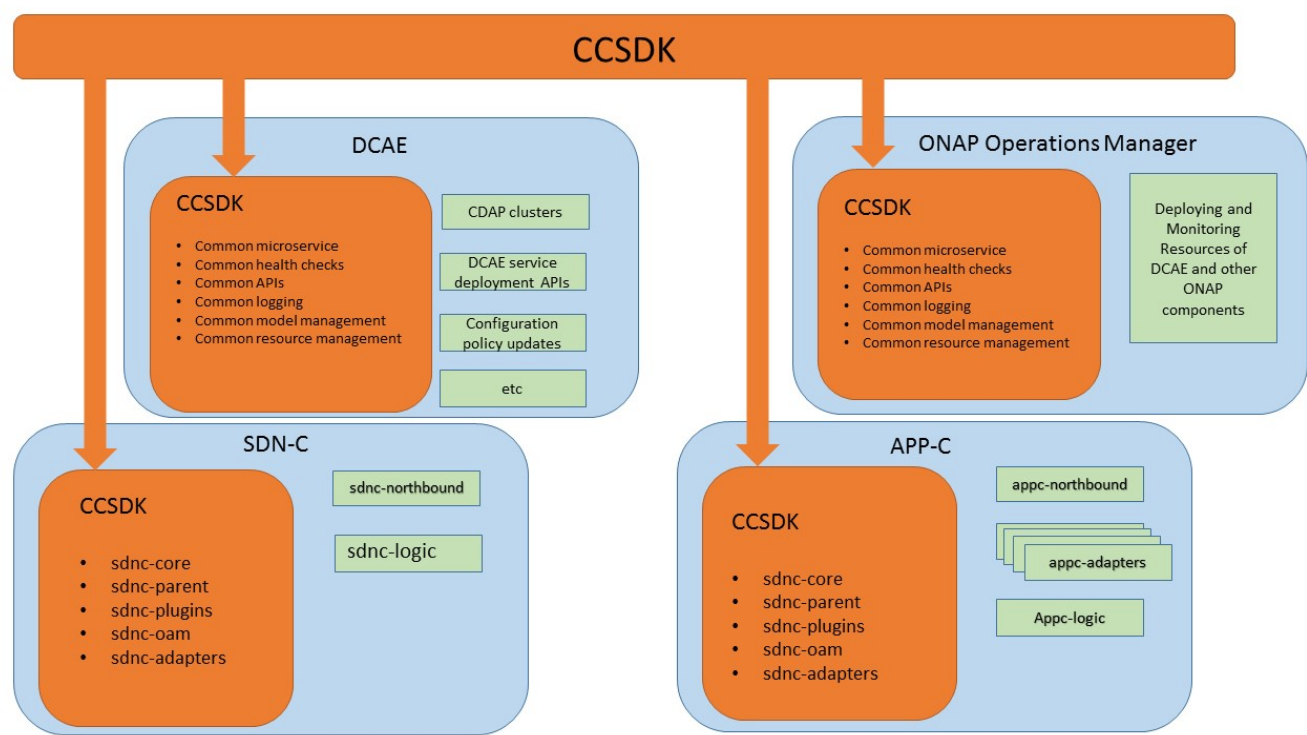 CCSDK
DCAE
CCSDK
• Common microservice
• Common health checks
• Common APIs
• Common logging
• Common model management
• Common resource management
CDAP clusters
DCAE service
deployment APIs
Configuration
policy updates
etc
ONAP Operations Manager
CCSDK
• Common microservice
• Common health checks
• Common APIs
• Common logging
• Common model management
• Common resource management
Deploying and
Monitoring
Resources of
DCAE and other
ONAP
components
SDN-C
CCSDK
• sdnc-core
• sdnc-parent
• sdnc-plugins
• sdnc-oam
• sdnc-adapters
sdnc-northbound
sdnc-logic
APP-C
CCSDK
• sdnc-core
• sdnc-parent
• sdnc-plugins
• sdnc-oam
• sdnc-adapters
appc-northbound
appc-adapters
Appc-logic